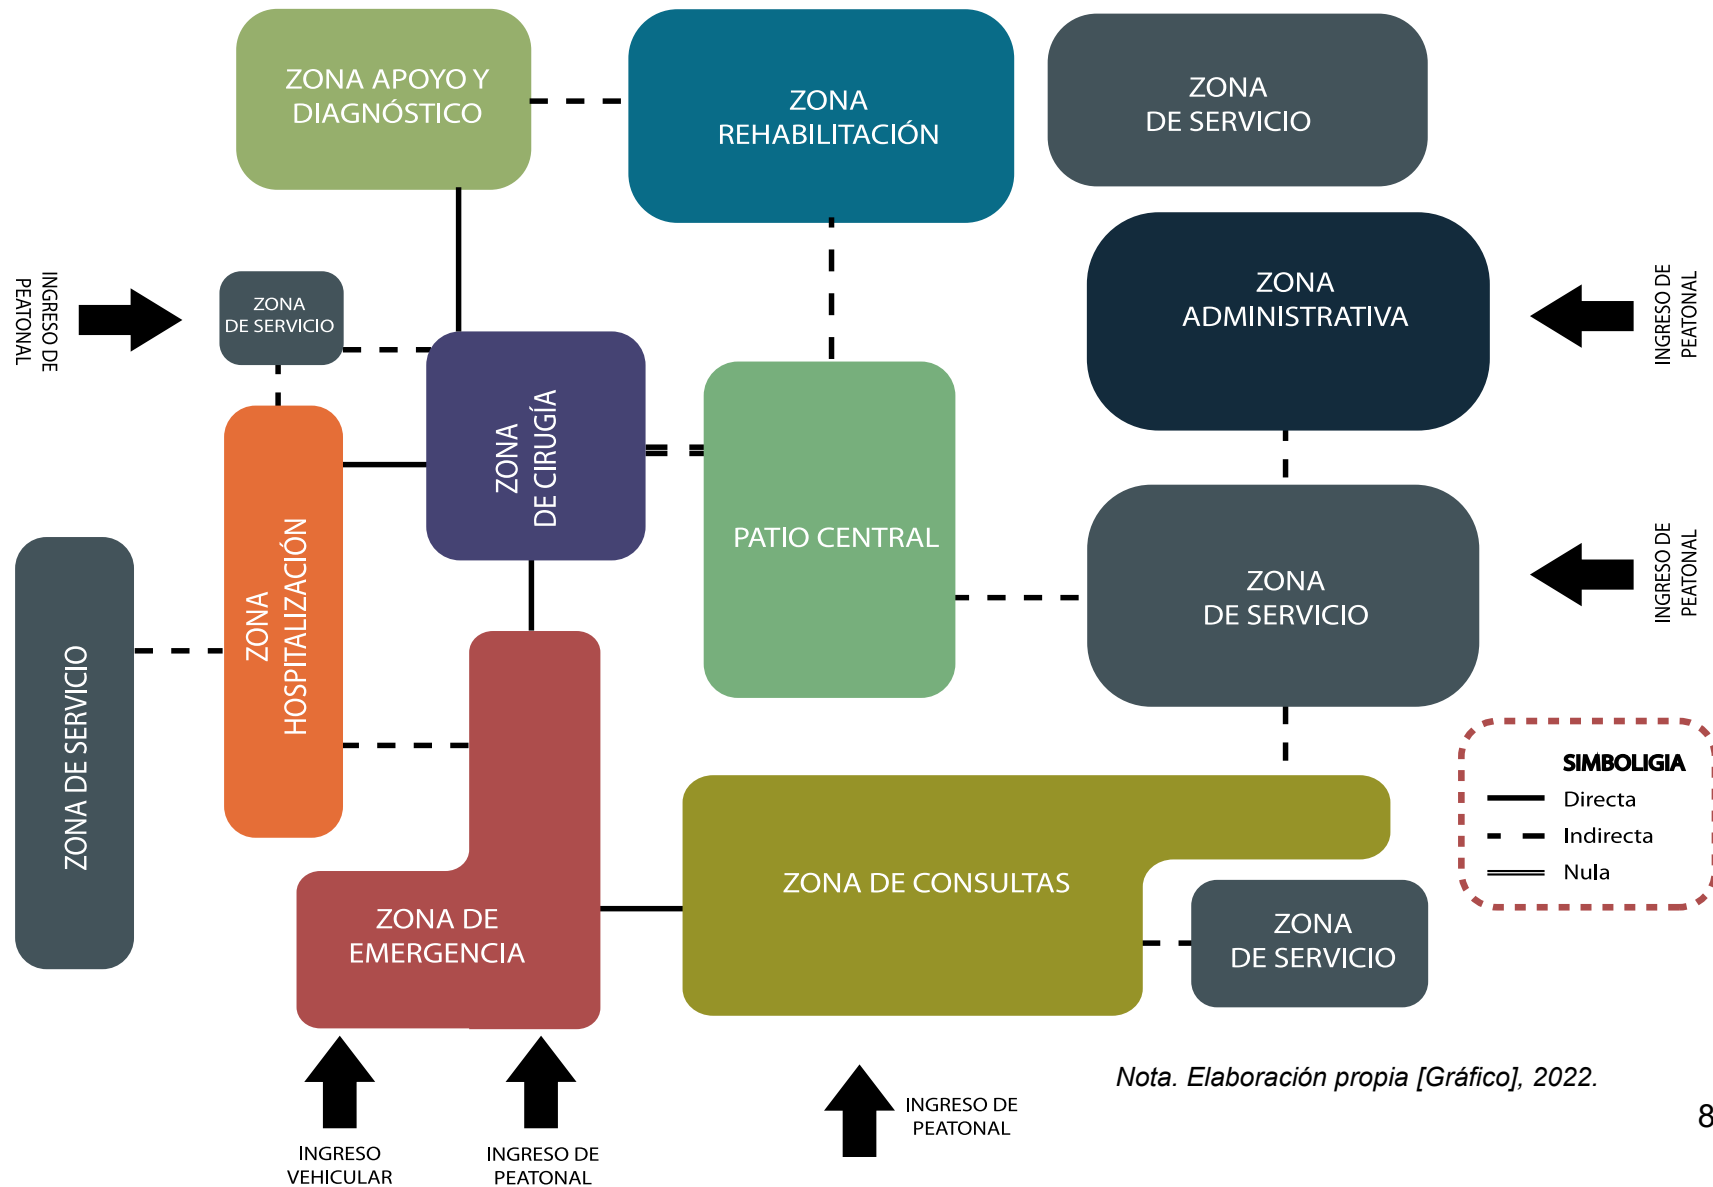 ZONA APOYO Y
DIAGNÓSTICO
ZONA
REHABILITACIÓN
ZONA
DE SERVICIO
INGRESO DE
PEATONAL
ZONA
DE SERVICIO
ZONA
ADMINISTRATIVA
INGRESO DE
PEATONAL
ZONA
DE CIRUGÍA
ZONA
HOSPITALIZACIÓN
PATIO CENTRAL
ZONA
DE SERVICIO
INGRESO DE
PEATONAL
ZONA DE SERVICIO
SIMBOLIGIA
Directa
Indirecta
Nula
ZONA DE
EMERGENCIA
ZONA DE CONSULTAS
ZONA
DE SERVICIO
INGRESO
VEHICULAR
INGRESO DE
PEATONAL
INGRESO DE
PEATONAL
Nota. Elaboración propia [Gráfico], 2022.
8